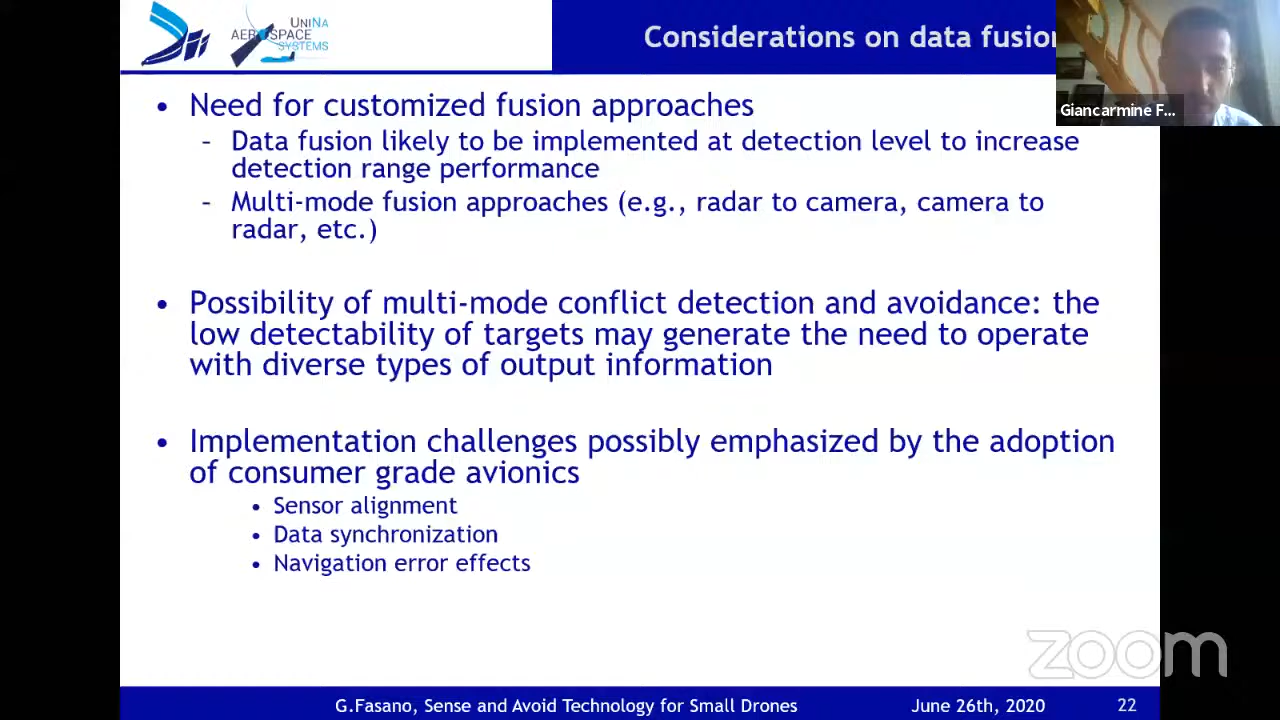 UniNa
AEROSPACE
SYSTEMS
Considerations on data fusion
Giancarmine F...
• Need for customized fusion approaches
- Data fusion likely to be implemented at detection level to increase
detection range performance
- Multi-mode fusion approaches (e.g., radar to camera, camera to
radar, etc.)
• Possibility of multi-mode conflict detection and avoidance: the
low detectability of targets may generate the need to operate
with diverse types of output information
• Implementation challenges possibly emphasized by the adoption
of consumer grade avionics
• Sensor alignment
• Data synchronization
• Navigation error effects
zoom
G.Fasano, Sense and Avoid Technology for Small Drones
June 26th, 2020
22